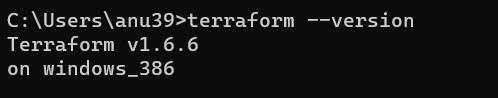 C:\Users\anu39>terraform --version
Terraform v1.6.6
on windows_386